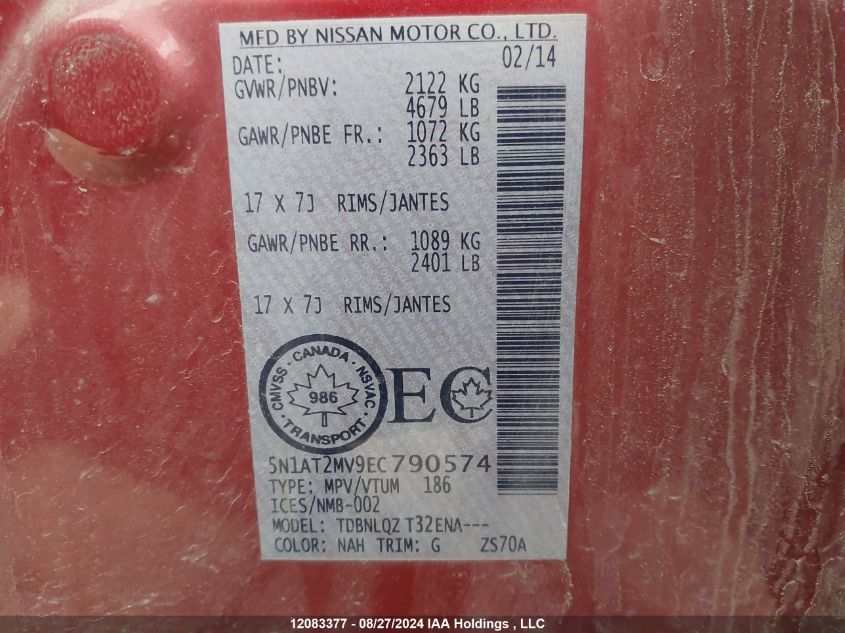 MFD BY NISSAN MOTOR CO., LTD.
DATE: 02/14
GVWR/PNBV: 2122 KG
4679 LB
GAWR/PNBE FR.: 1072 KG
2363 LB
17 X 7J RIMS/JANTES
GAWR/PNBE RR.: 1089 KG
2401 LB
17 X 7J RIMS/JANTES
CMVSS · CANADA · NSVAC
986
TRANSPORT
EC
5N1AT2MV9EC790574
TYPE: MPV/VTUM 186
ICES/NMB-002
MODEL: TDBNLQZ T32ENA---
COLOR: NAH TRIM: G ZS70A
12083377 - 08/27/2024 IAA Holdings , LLC